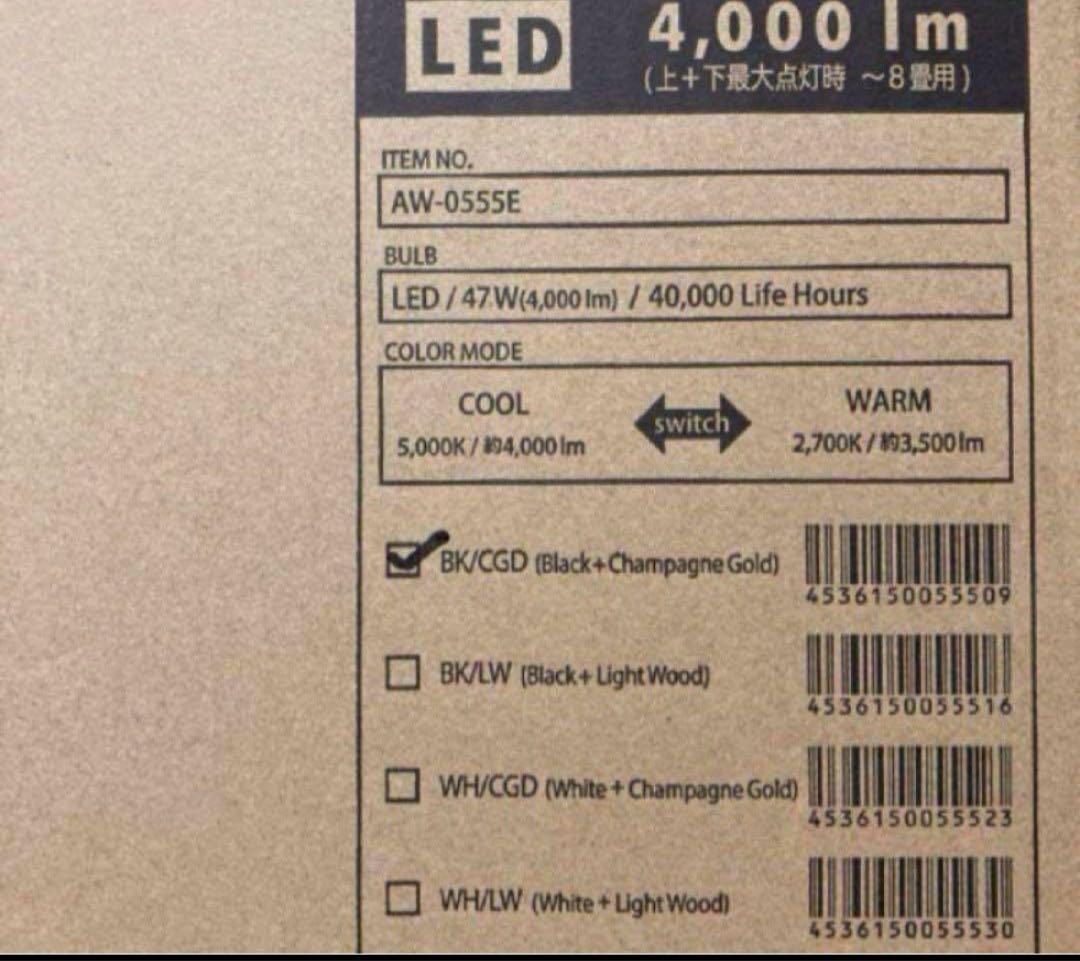 LED 4,000 lm
(上+下最大点灯時 ～8畳用)
ITEM NO.
AW-0555E
BULB
LED / 47W(4,000 lm) / 40,000 Life Hours
COLOR MODE
COOL switch WARM
5,000K / 約4,000 lm 2,700K / 約3,500 lm
BK/CGD (Black+Champagne Gold)
4536150055509
BK/LW (Black+Light Wood)
4536150055516
WH/CGD (White+Champagne Gold)
4536150055523
WH/LW (White+Light Wood)
4536150055530